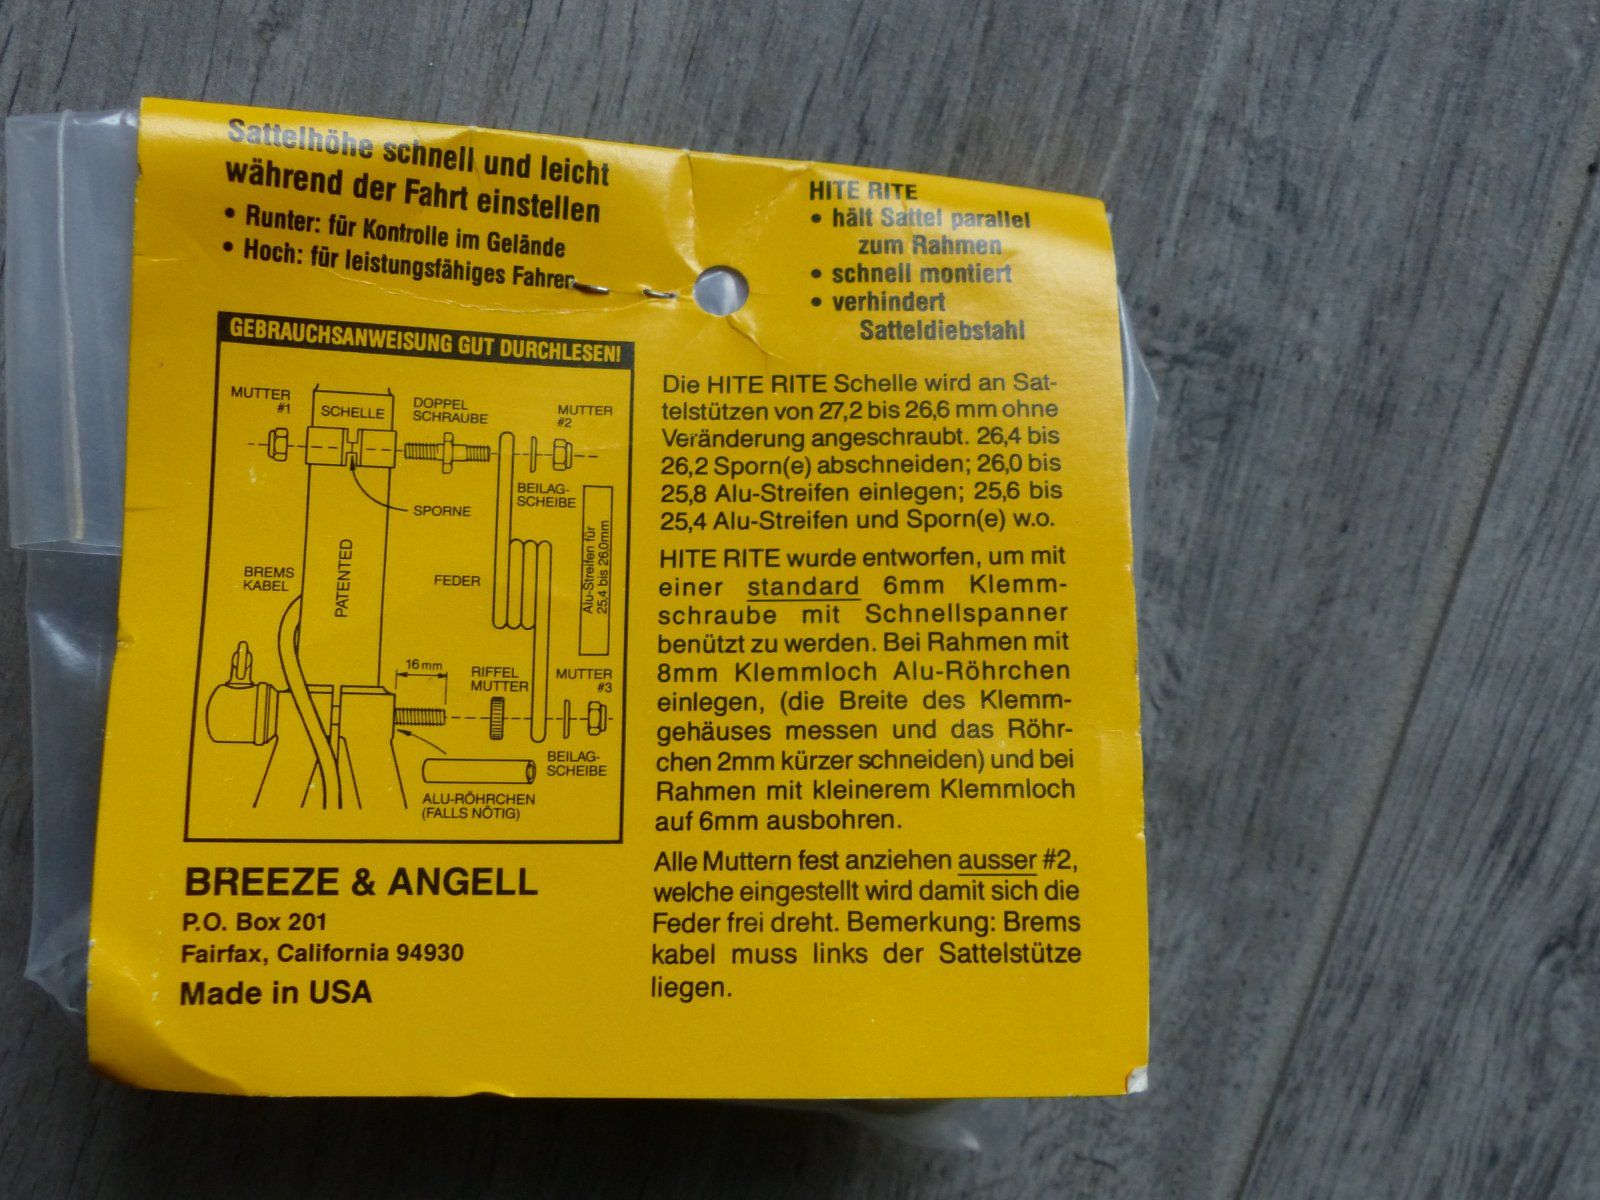 Sattelhöhe schnell und leicht
während der Fahrt einstellen
• Runter: für Kontrolle im Gelände
• Hoch: für leistungsfähiges Fahren
HITE RITE
• hält Sattel parallel
zum Rahmen
• schnell montiert
• verhindert
Satteldiebstahl
GEBRAUCHSANWEISUNG GUT DURCHLESEN!
MUTTER
#1
SCHELLE
DOPPEL
SCHRAUBE
MUTTER
#2
BEILAG-
SCHEIBE
SPORNE
Alu-Streifen für
25,4 bis 26,0mm
BREMS
KABEL
PATENTED
FEDER
16 mm
RIFFEL
MUTTER
MUTTER
#3
BEILAG-
SCHEIBE
ALU-RÖHRCHEN
(FALLS NÖTIG)
BREEZE & ANGELL
P.O. Box 201
Fairfax, California 94930
Made in USA
Die HITE RITE Schelle wird an Sat-
telstützen von 27,2 bis 26,6 mm ohne
Veränderung angeschraubt. 26,4 bis
26,2 Sporn(e) abschneiden; 26,0 bis
25,8 Alu-Streifen einlegen; 25,6 bis
25,4 Alu-Streifen und Sporn(e) w.o.
HITE RITE wurde entworfen, um mit
einer standard 6mm Klemm-
schraube mit Schnellspanner
benützt zu werden. Bei Rahmen mit
8mm Klemmloch Alu-Röhrchen
einlegen, (die Breite des Klemm-
gehäuses messen und das Röhr-
chen 2mm kürzer schneiden) und bei
Rahmen mit kleinerem Klemmloch
auf 6mm ausbohren.
Alle Muttern fest anziehen ausser #2,
welche eingestellt wird damit sich die
Feder frei dreht. Bemerkung: Brems
kabel muss links der Sattelstütze
liegen.